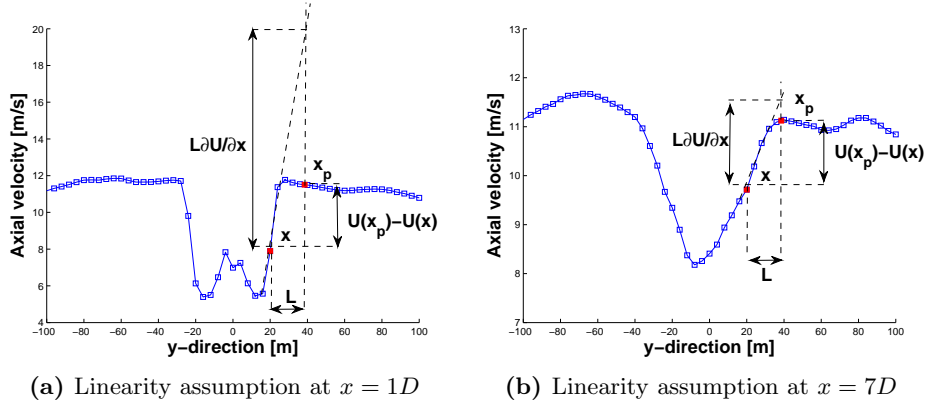 20
18
16
14
12
10
8
6
4
−100 −80 −60 −40 −20 0 20 40 60 80 100
Axial velocity [m/s]
y−direction [m]
L∂U/∂x
x_p
x
U(x_p)−U(x)
L
(a) Linearity assumption at x = 1D
13
12
11
10
9
8
7
−100 −80 −60 −40 −20 0 20 40 60 80 100
Axial velocity [m/s]
y−direction [m]
L∂U/∂x
x_p
x
U(x_p)−U(x)
L
(b) Linearity assumption at x = 7D